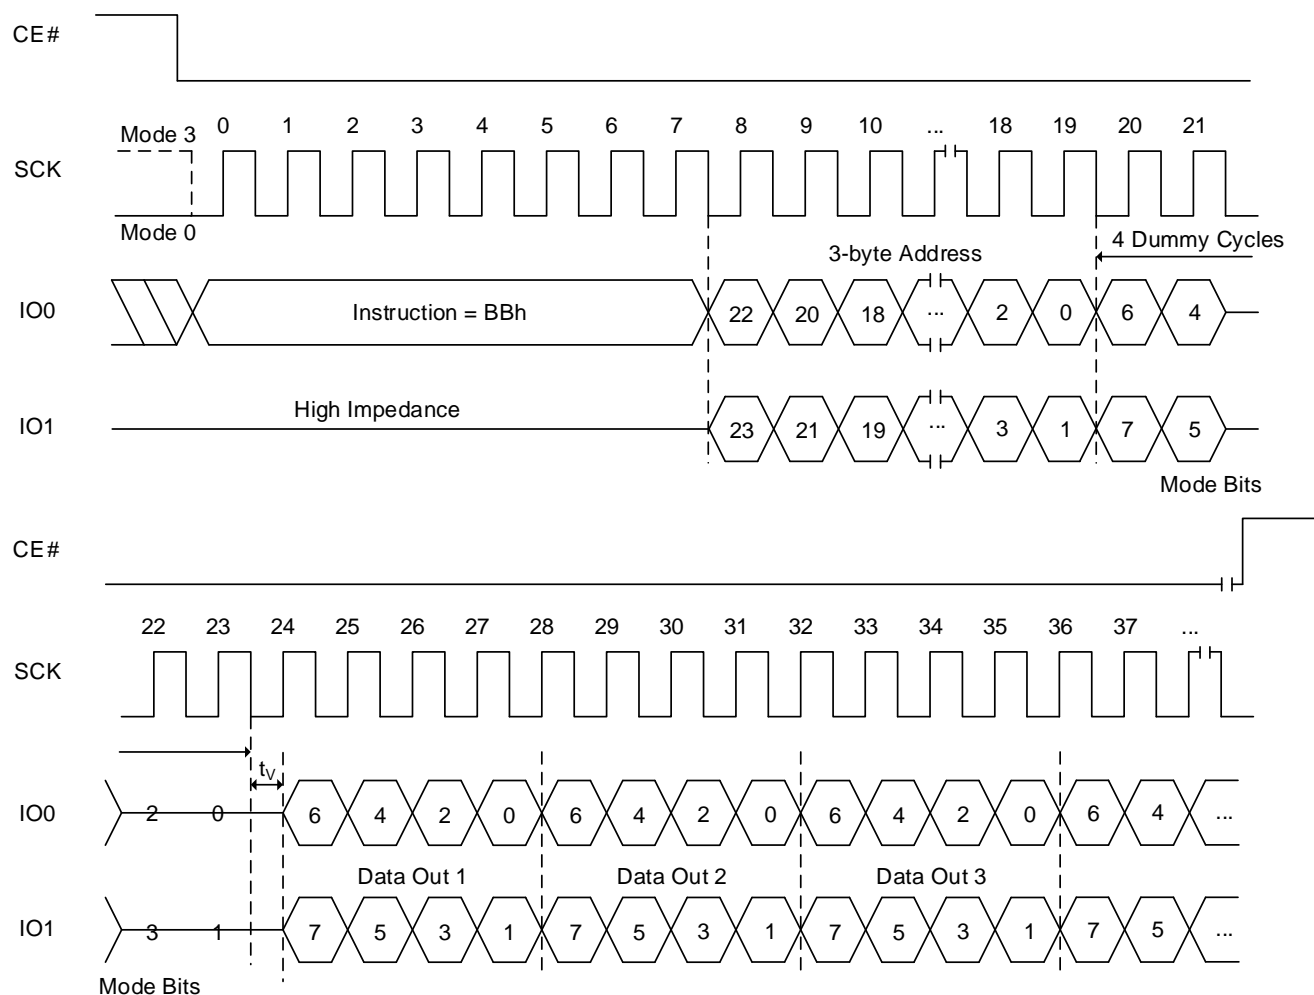 CE#
Mode 3 0 1 2 3 4 5 6 7 8 9 10 ... 18 19 20 21
SCK
Mode 0
3-byte Address 4 Dummy Cycles
IO0 Instruction = BBh 22 20 18 ... 2 0 6 4
High Impedance
IO1 23 21 19 ... 3 1 7 5
Mode Bits
CE#
22 23 24 25 26 27 28 29 30 31 32 33 34 35 36 37 ...
SCK
tV
IO0 2 0 6 4 2 0 6 4 2 0 6 4 2 0 6 4 ...
Data Out 1 Data Out 2 Data Out 3
IO1 3 1 7 5 3 1 7 5 3 1 7 5 3 1 7 5 ...
Mode Bits